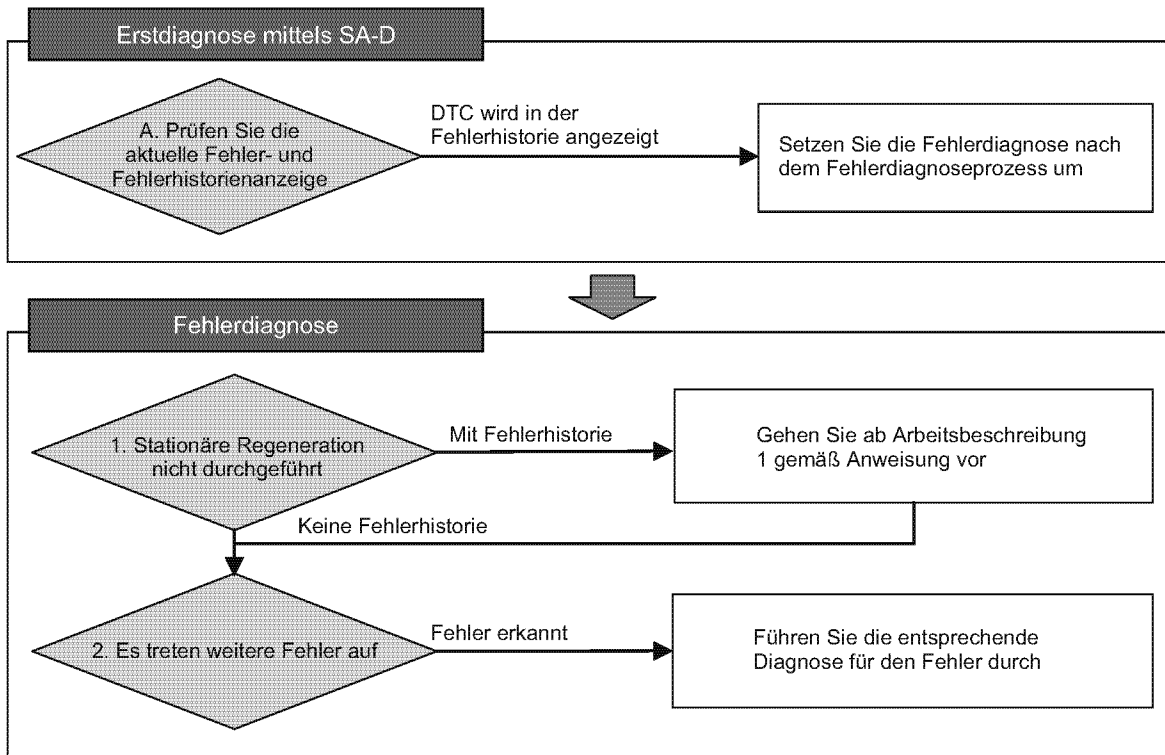 Erstdiagnose mittels SA-D
A. Prüfen Sie die
aktuelle Fehler- und
Fehlerhistorienanzeige
DTC wird in der
Fehlerhistorie angezeigt
Setzen Sie die Fehlerdiagnose nach
dem Fehlerdiagnoseprozess um
Fehlerdiagnose
1. Stationäre Regeneration
nicht durchgeführt
Mit Fehlerhistorie
Gehen Sie ab Arbeitsbeschreibung
1 gemäß Anweisung vor
Keine Fehlerhistorie
2. Es treten weitere Fehler auf
Fehler erkannt
Führen Sie die entsprechende
Diagnose für den Fehler durch